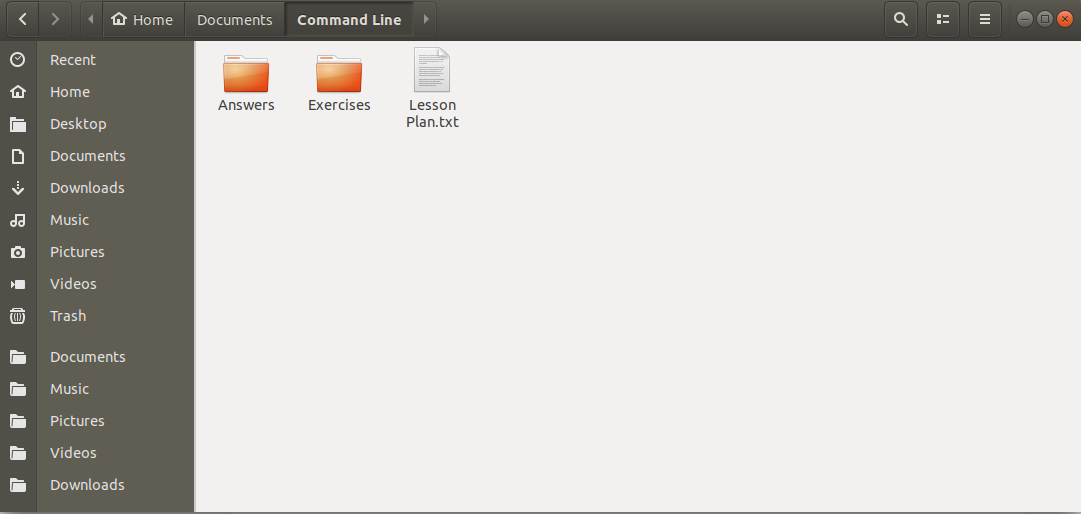 Home Documents Command Line
Recent
Home
Desktop
Documents
Downloads
Music
Pictures
Videos
Trash
Documents
Music
Pictures
Videos
Downloads
Answers Exercises Lesson
Plan.txt